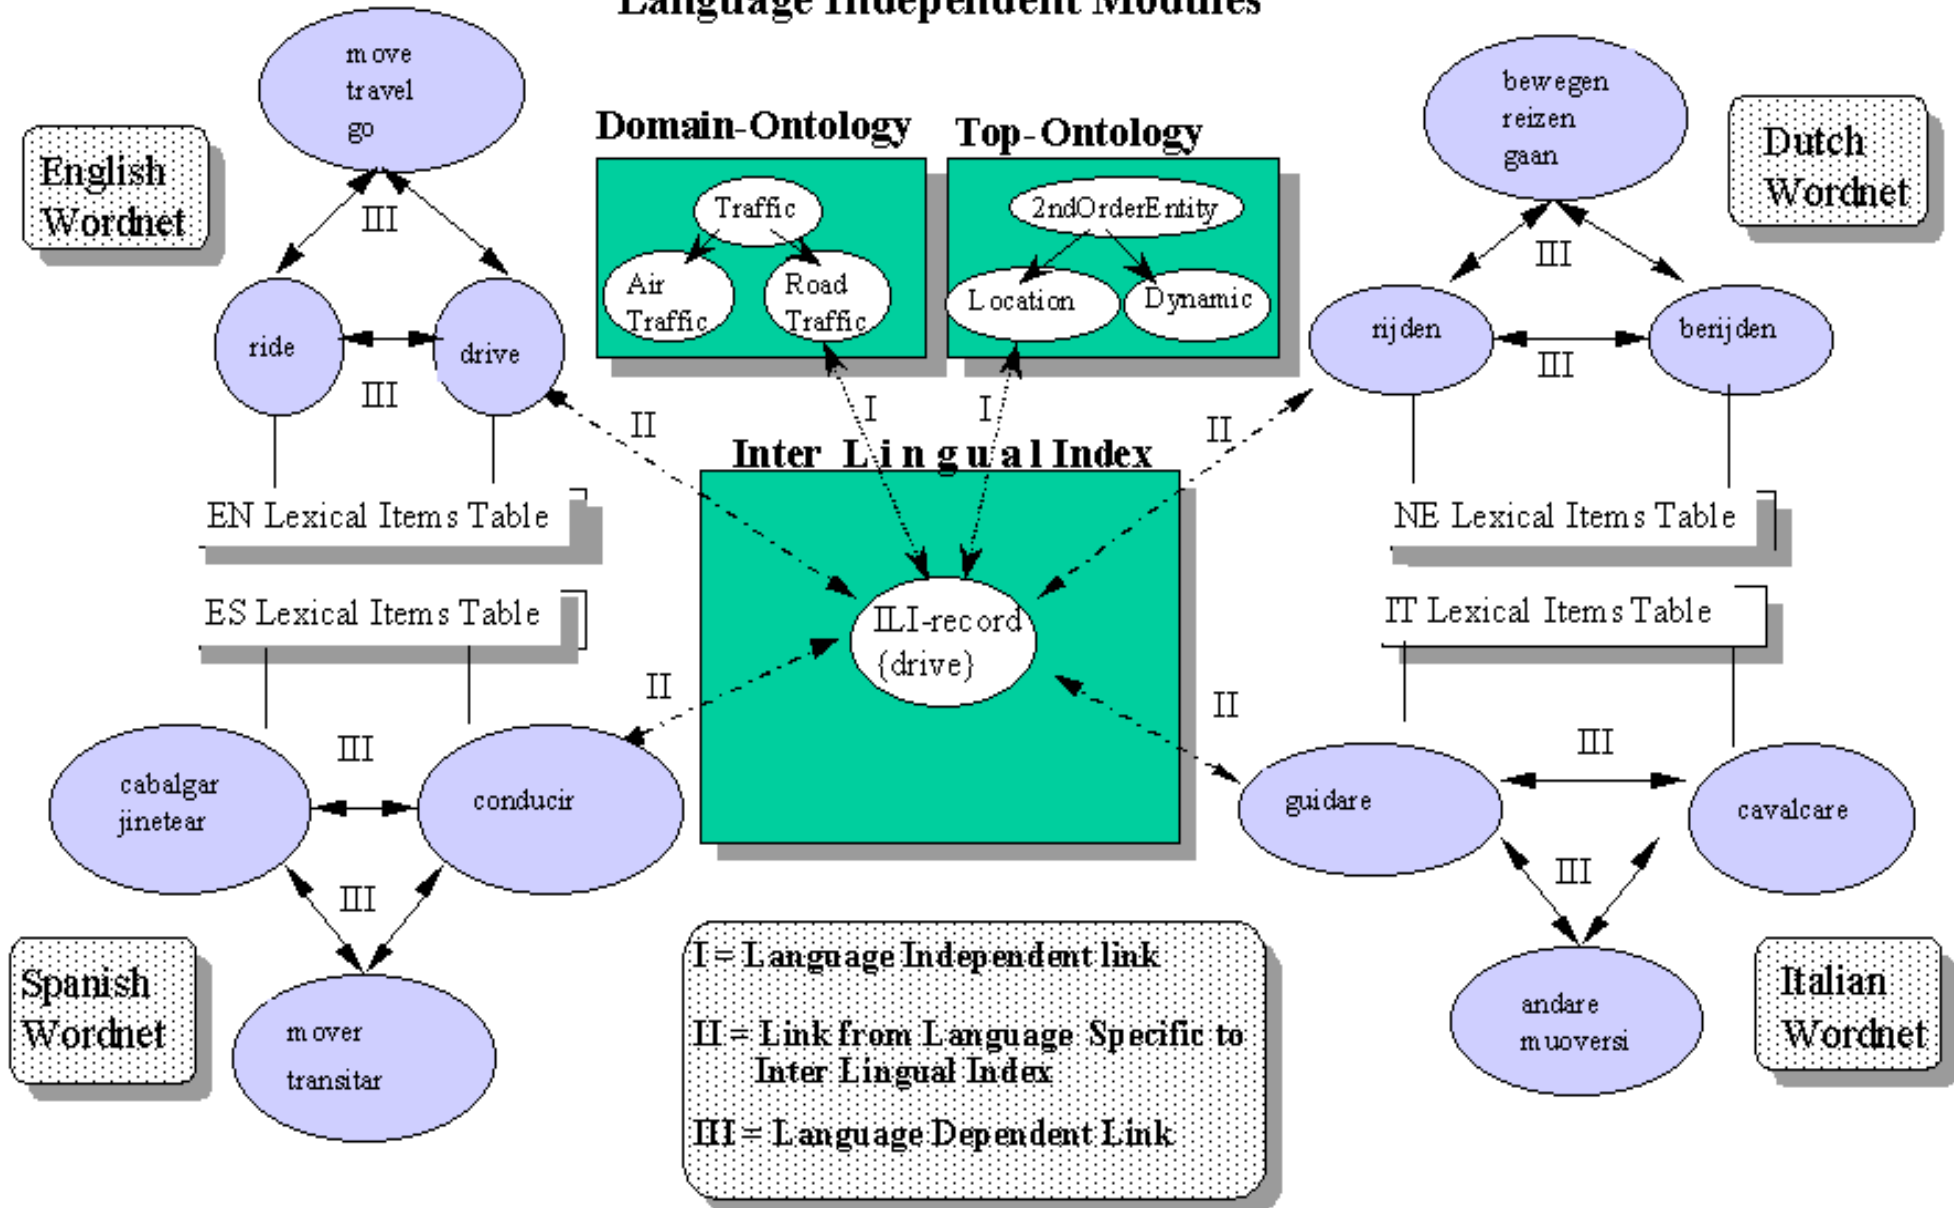 Language Independent Modules
move
travel
go
English
Wordnet
III
ride
III
drive
EN Lexical Items Table
Domain-Ontology
Traffic
Air
Traffic
Road
Traffic
Top-Ontology
2ndOrderEntity
Location
Dynamic
bewegen
reizen
gaan
Dutch
Wordnet
III
rijden
III
berijden
NE Lexical Items Table
II
I
I
II
Inter Lingual Index
ILI-record
{drive}
II
II
ES Lexical Items Table
III
cabalgar
jinetear
conducir
III
mover
transitar
Spanish
Wordnet
IT Lexical Items Table
III
guidare
cavalcare
III
andare
muoversi
Italian
Wordnet
I = Language Independent link
II = Link from Language Specific to
Inter Lingual Index
III = Language Dependent Link